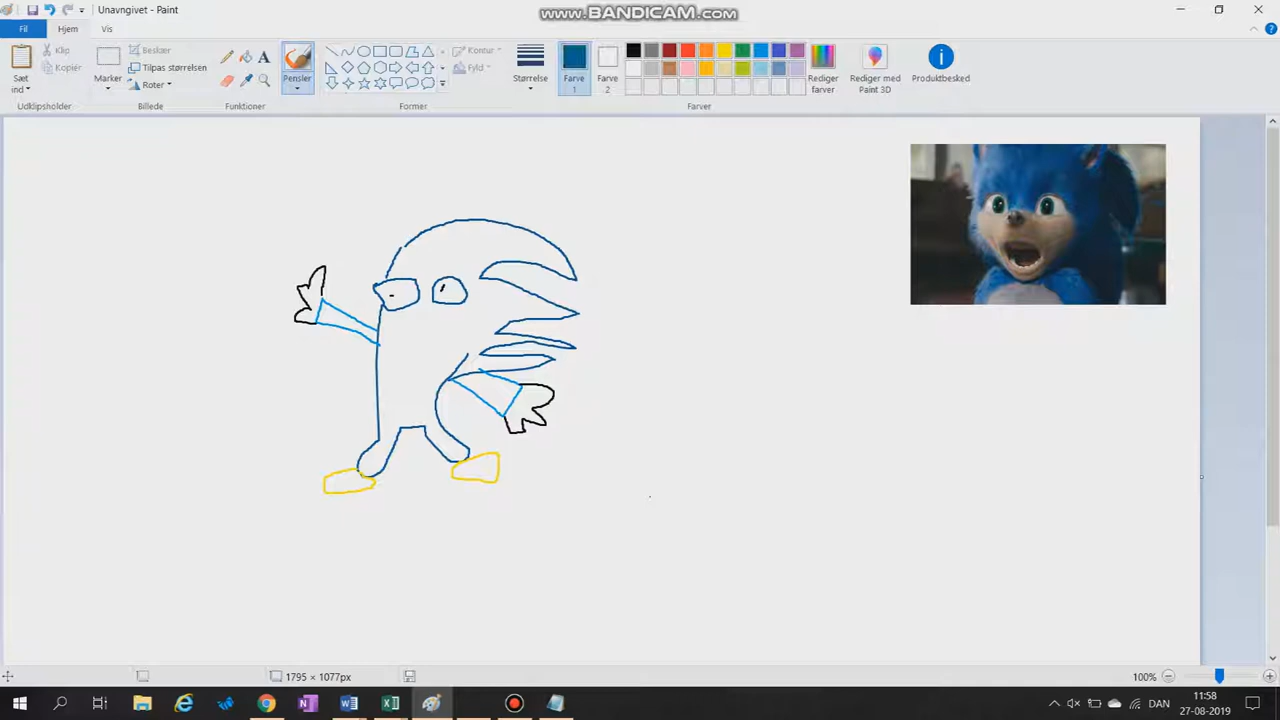 Unavngivet - Paint
www.BANDICAM.com
Fil
Hjem
Vis
Sæt ind
Klip
Kopiér
Udklipsholder
Marker
Beskær
Tilpas størrelse
Roter
Billede
A
Funktioner
Pensler
Kontur
Fyld
Former
Størrelse
Farve 1
Farve 2
Rediger farver
Farver
Rediger med Paint 3D
Produktbesked
1795 × 1077px
100%
DAN
11:58
27-08-2019